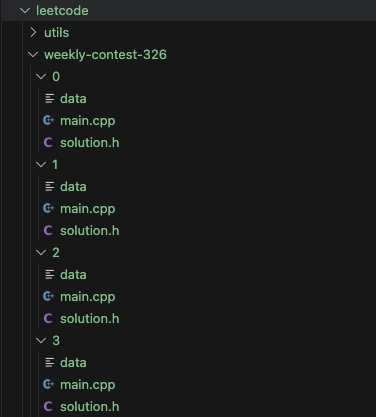 leetcode
utils
weekly-contest-326
0
data
main.cpp
solution.h
1
data
main.cpp
solution.h
2
data
main.cpp
solution.h
3
data
main.cpp
solution.h